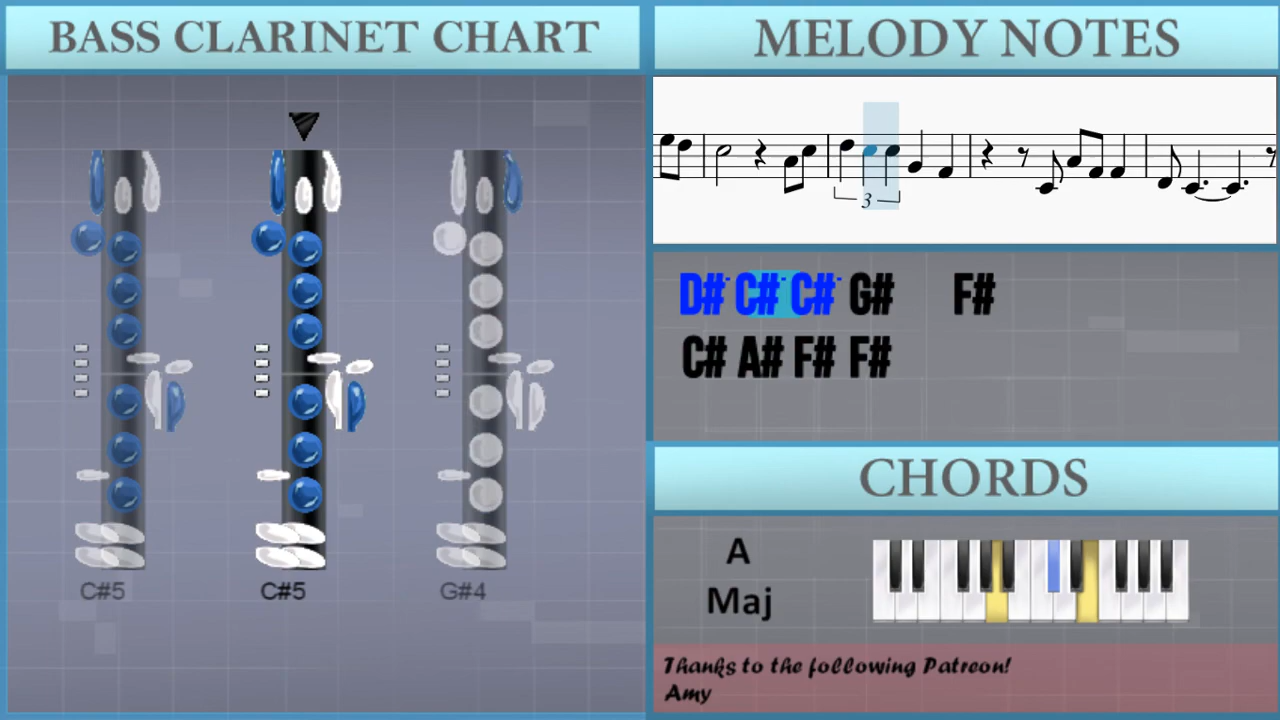 BASS CLARINET CHART
C#5
C#5
G#4
MELODY NOTES
3
D# C# C# G# F#
C# A# F# F#
CHORDS
A
Maj
Thanks to the following Patreon!
Amy